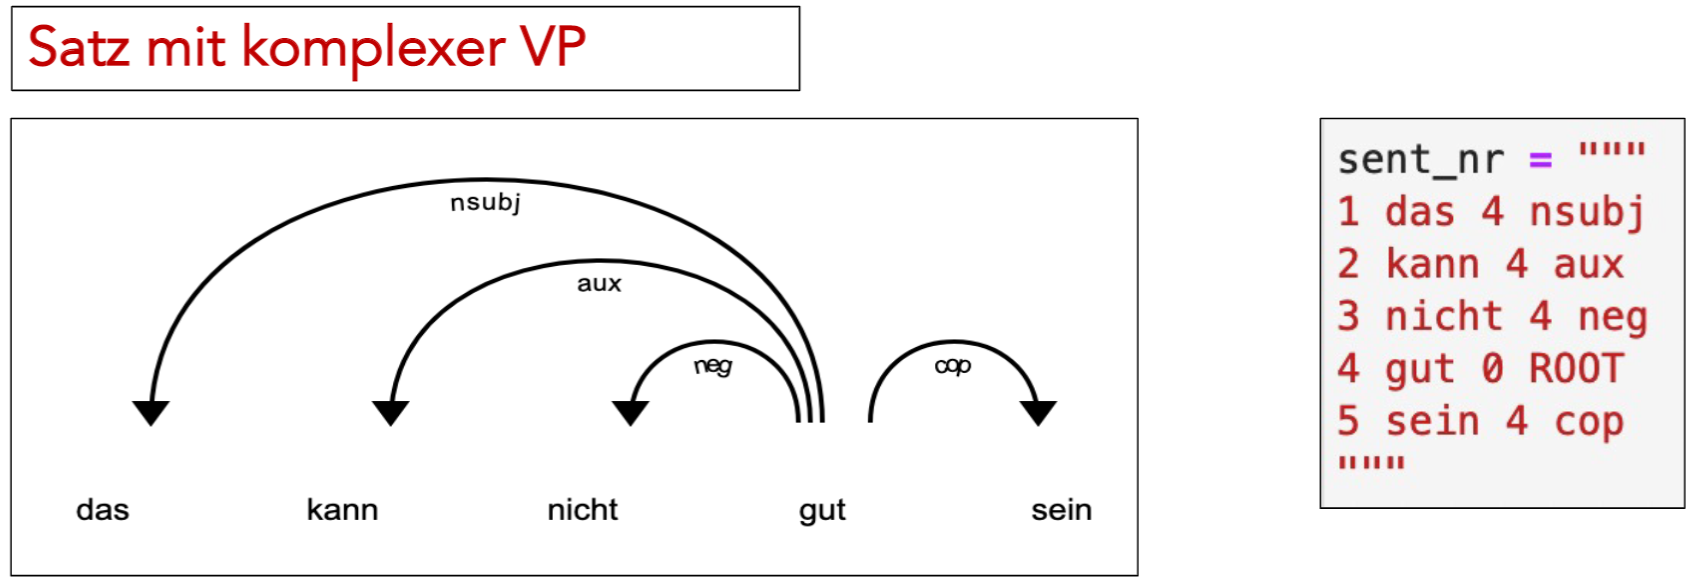 Satz mit komplexer VP
nsubj
aux
neg
cop
das kann nicht gut sein
sent_nr = """
1 das 4 nsubj
2 kann 4 aux
3 nicht 4 neg
4 gut 0 ROOT
5 sein 4 cop
"""